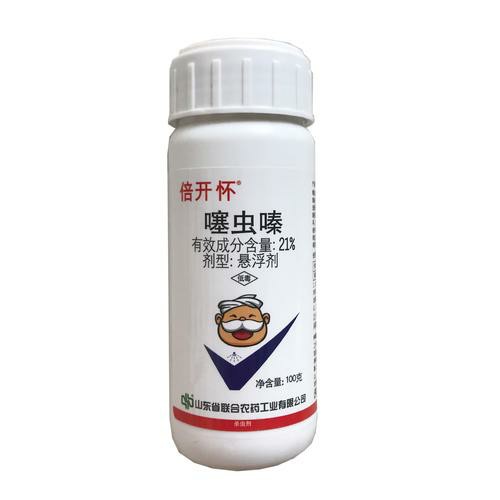 倍开怀®
噻虫嗪
有效成分含量: 21%
剂型: 悬浮剂
低毒
净含量: 100克
山东省联合农药工业有限公司
杀虫剂